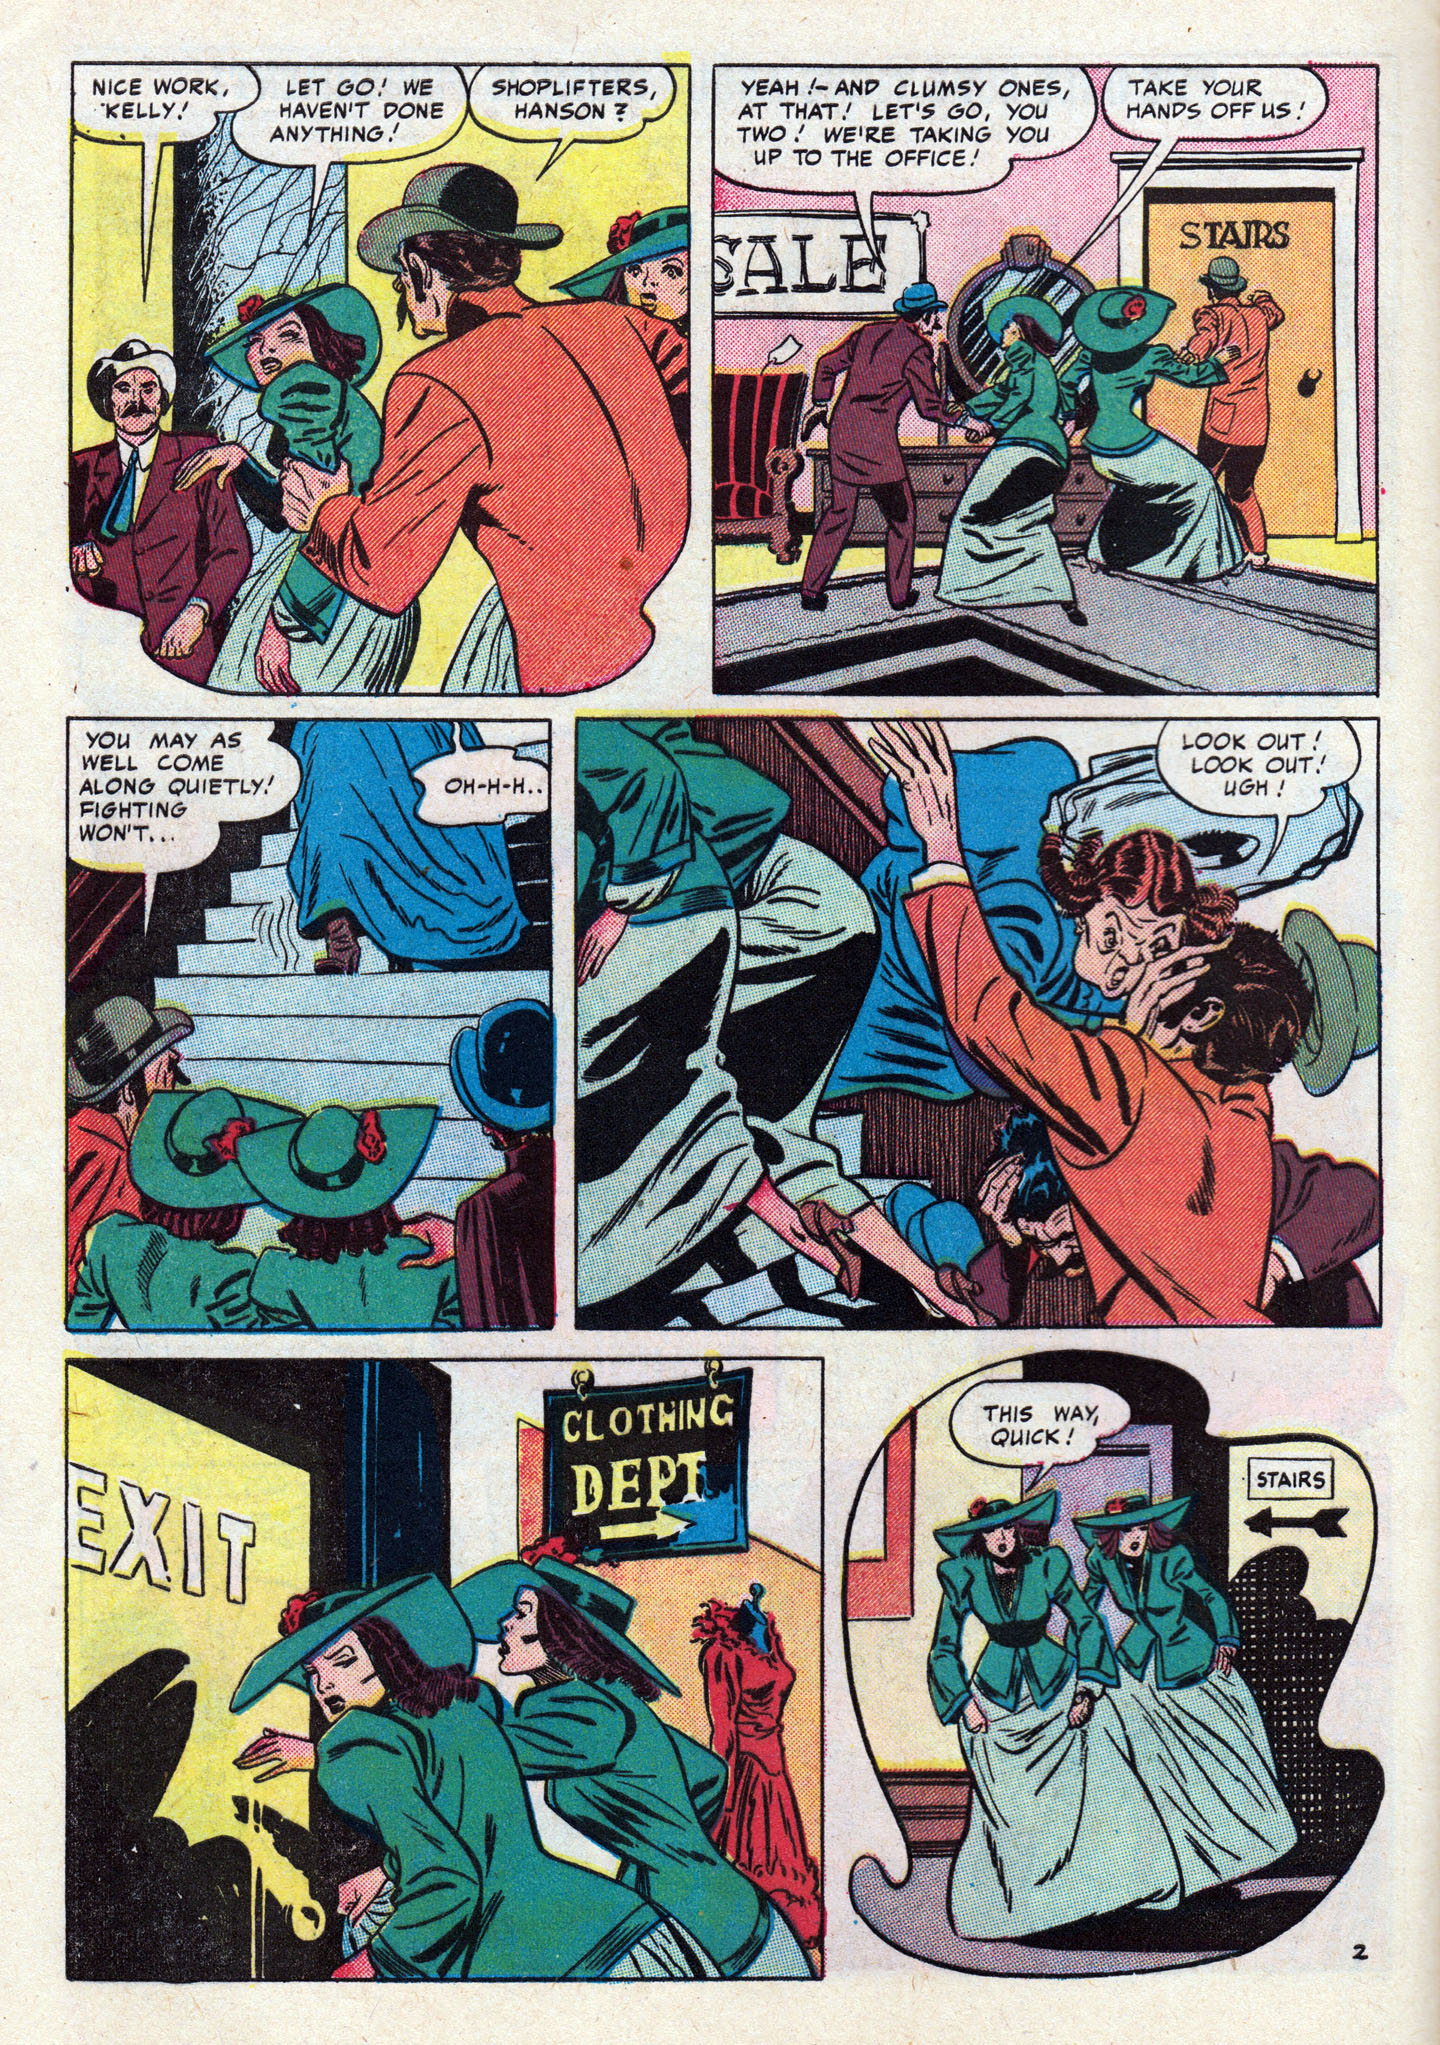 NICE WORK,
KELLY!
LET GO! WE
HAVEN'T DONE
ANYTHING!
SHOPLIFTERS,
HANSON?
YEAH!-AND CLUMSY ONES,
AT THAT! LET'S GO, YOU
TWO! WE'RE TAKING YOU
UP TO THE OFFICE!
TAKE YOUR
HANDS OFF US!
SALE
STAIRS
YOU MAY AS
WELL COME
ALONG QUIETLY!
FIGHTING
WON'T...
OH-H-H..
LOOK OUT!
LOOK OUT!
UGH!
EXIT
CLOTHING
DEPT
THIS WAY,
QUICK!
STAIRS
2